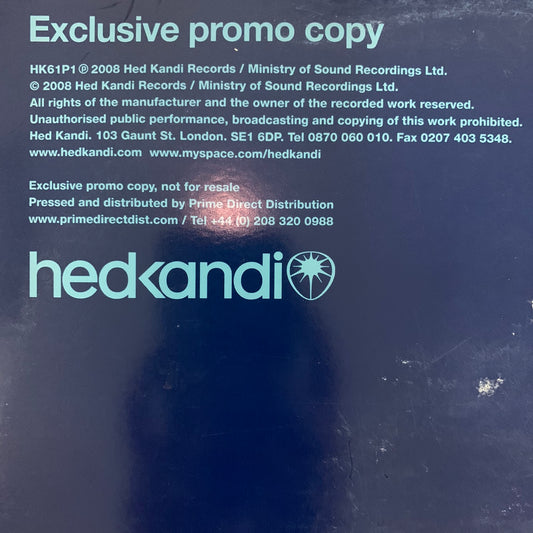 Exclusive promo copy
HK61P1 ℗ 2008 Hed Kandi Records / Ministry of Sound Recordings Ltd.
© 2008 Hed Kandi Records / Ministry of Sound Recordings Ltd.
All rights of the manufacturer and the owner of the recorded work reserved.
Unauthorised public performance, broadcasting and copying of this work prohibited.
Hed Kandi. 103 Gaunt St. London. SE1 6DP. Tel 0870 060 010. Fax 0207 403 5348.
www.hedkandi.com www.myspace.com/hedkandi
Exclusive promo copy, not for resale
Pressed and distributed by Prime Direct Distribution
www.primedirectdist.com / Tel +44 (0) 208 320 0988
hedkandi